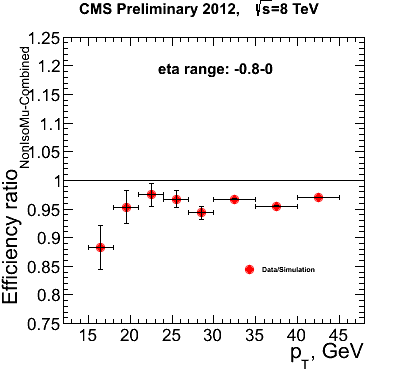 CMS Preliminary 2012, √s=8 TeV
eta range: -0.8-0
Efficiency ratio
NonIsoMu-Combined
1.25
1.2
1.15
1.1
1.05
1
0.95
0.9
0.85
0.8
0.75
Data/Simulation
15 20 25 30 35 40 45
p_T, GeV